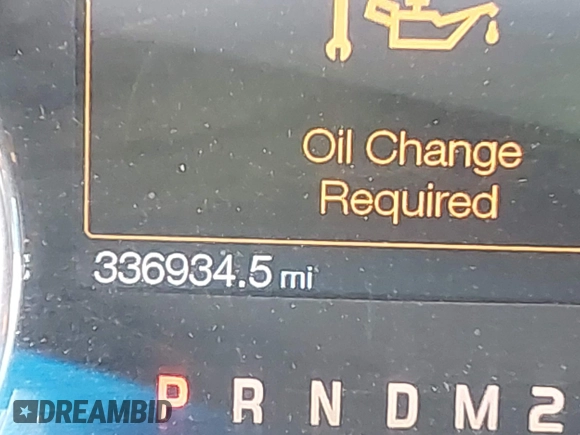 Oil Change
Required
336934.5 mi
P R N D M 2
DREAMBID